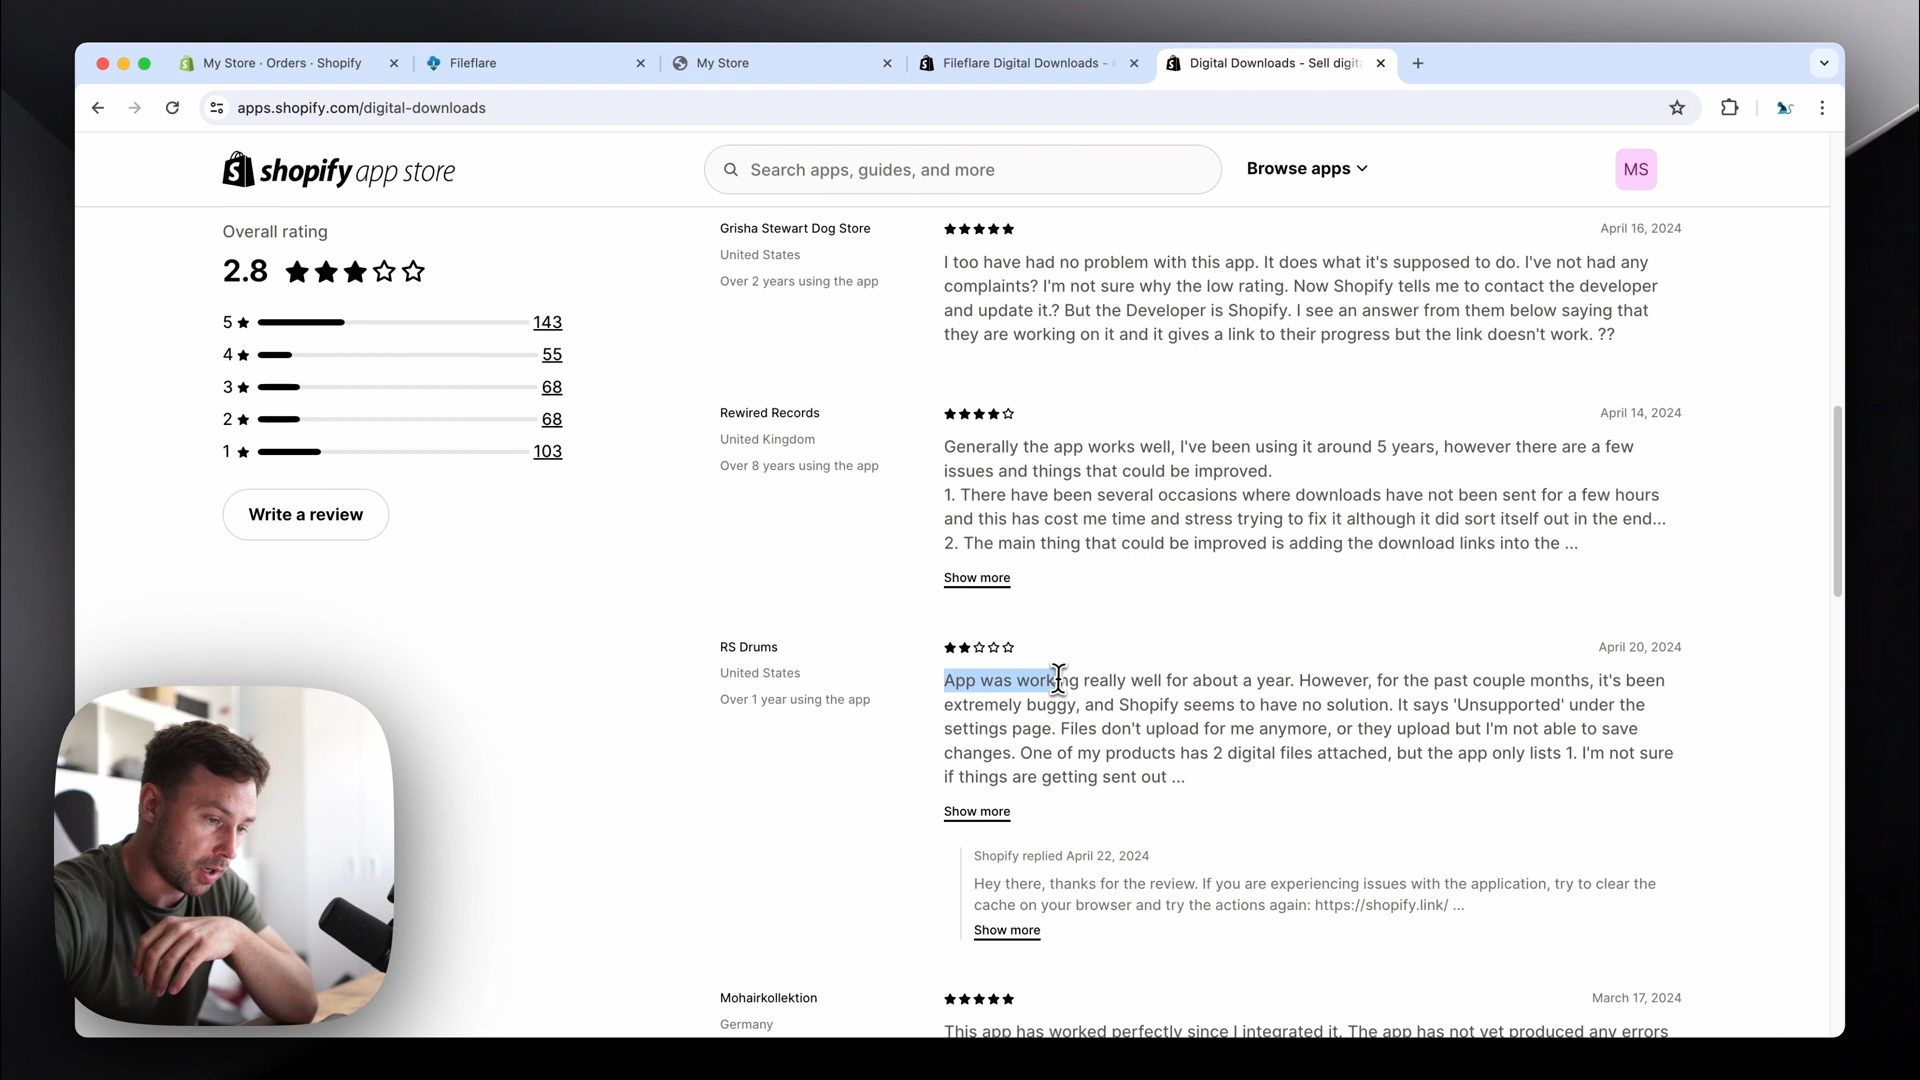 My Store · Orders · Shopify
Fileflare
My Store
Fileflare Digital Downloads -
Digital Downloads - Sell digit
apps.shopify.com/digital-downloads
shopify app store
Search apps, guides, and more
Browse apps
MS
Overall rating
2.8
5 143
4 55
3 68
2 68
1 103
Write a review
Grisha Stewart Dog Store
United States
Over 2 years using the app
April 16, 2024
I too have had no problem with this app. It does what it's supposed to do. I've not had any
complaints? I'm not sure why the low rating. Now Shopify tells me to contact the developer
and update it.? But the Developer is Shopify. I see an answer from them below saying that
they are working on it and it gives a link to their progress but the link doesn't work. ??
Rewired Records
United Kingdom
Over 8 years using the app
April 14, 2024
Generally the app works well, I've been using it around 5 years, however there are a few
issues and things that could be improved.
1. There have been several occasions where downloads have not been sent for a few hours
and this has cost me time and stress trying to fix it although it did sort itself out in the end...
2. The main thing that could be improved is adding the download links into the ...
Show more
RS Drums
United States
Over 1 year using the app
April 20, 2024
App was working really well for about a year. However, for the past couple months, it's been
extremely buggy, and Shopify seems to have no solution. It says 'Unsupported' under the
settings page. Files don't upload for me anymore, or they upload but I'm not able to save
changes. One of my products has 2 digital files attached, but the app only lists 1. I'm not sure
if things are getting sent out ...
Show more
Shopify replied April 22, 2024
Hey there, thanks for the review. If you are experiencing issues with the application, try to clear the
cache on your browser and try the actions again: https://shopify.link/ ...
Show more
Mohairkollektion
Germany
March 17, 2024
This app has worked perfectly since I integrated it. The app has not yet produced any errors